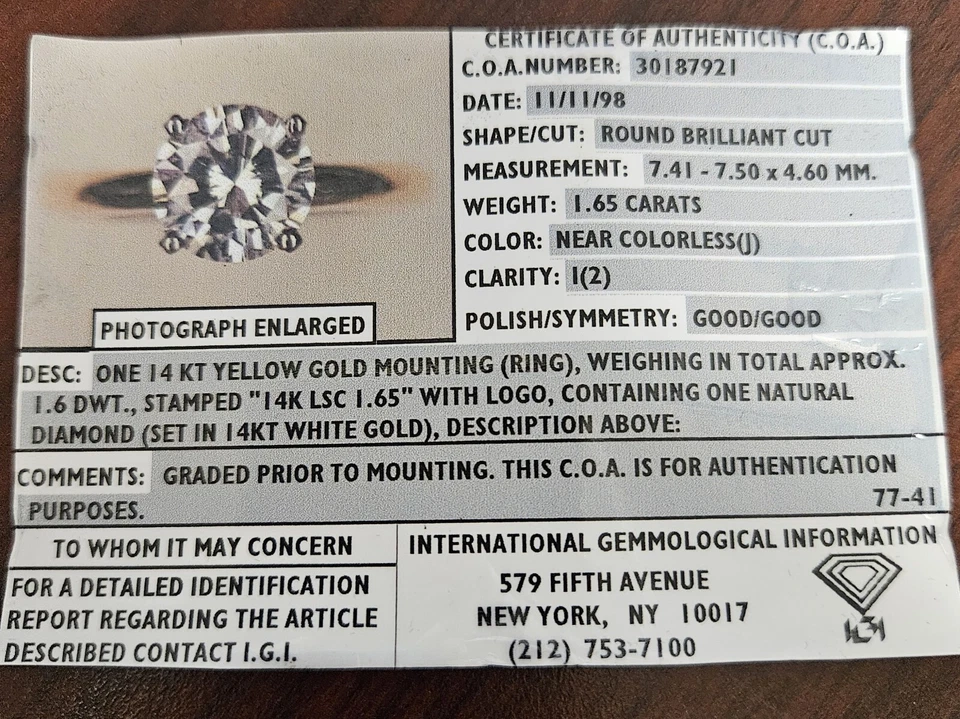 CERTIFICATE OF AUTHENTICITY (C.O.A.)
C.O.A.NUMBER: 30187921
DATE: 11/11/98
SHAPE/CUT: ROUND BRILLIANT CUT
MEASUREMENT: 7.41 - 7.50 x 4.60 MM.
WEIGHT: 1.65 CARATS
COLOR: NEAR COLORLESS(J)
CLARITY: I(2)
POLISH/SYMMETRY: GOOD/GOOD
PHOTOGRAPH ENLARGED
DESC: ONE 14 KT YELLOW GOLD MOUNTING (RING), WEIGHING IN TOTAL APPROX.
1.6 DWT., STAMPED "14K LSC 1.65" WITH LOGO, CONTAINING ONE NATURAL
DIAMOND (SET IN 14KT WHITE GOLD), DESCRIPTION ABOVE:
COMMENTS: GRADED PRIOR TO MOUNTING. THIS C.O.A. IS FOR AUTHENTICATION
PURPOSES.
77-41
TO WHOM IT MAY CONCERN
FOR A DETAILED IDENTIFICATION
REPORT REGARDING THE ARTICLE
DESCRIBED CONTACT I.G.I.
INTERNATIONAL GEMMOLOGICAL INFORMATION
579 FIFTH AVENUE
NEW YORK, NY 10017
(212) 753-7100